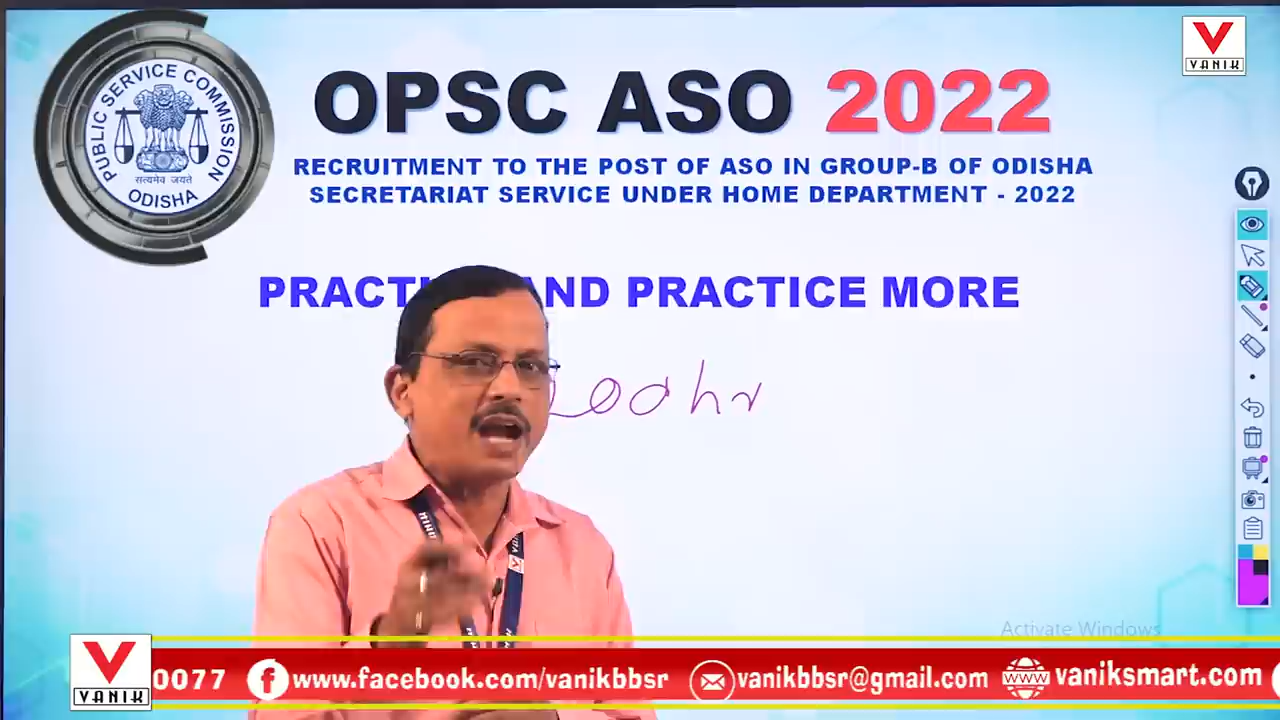 PUBLIC SERVICE COMMISSION
सत्यमेव जयते
ODISHA
OPSC ASO 2022
RECRUITMENT TO THE POST OF ASO IN GROUP-B OF ODISHA
SECRETARIAT SERVICE UNDER HOME DEPARTMENT - 2022
VANIK
AND PRACTICE MORE
Activate Windows
VANIK
0077
f www.facebook.com/vanikbbsr
vanikbbsr@gmail.com
www
vaniksmart.com